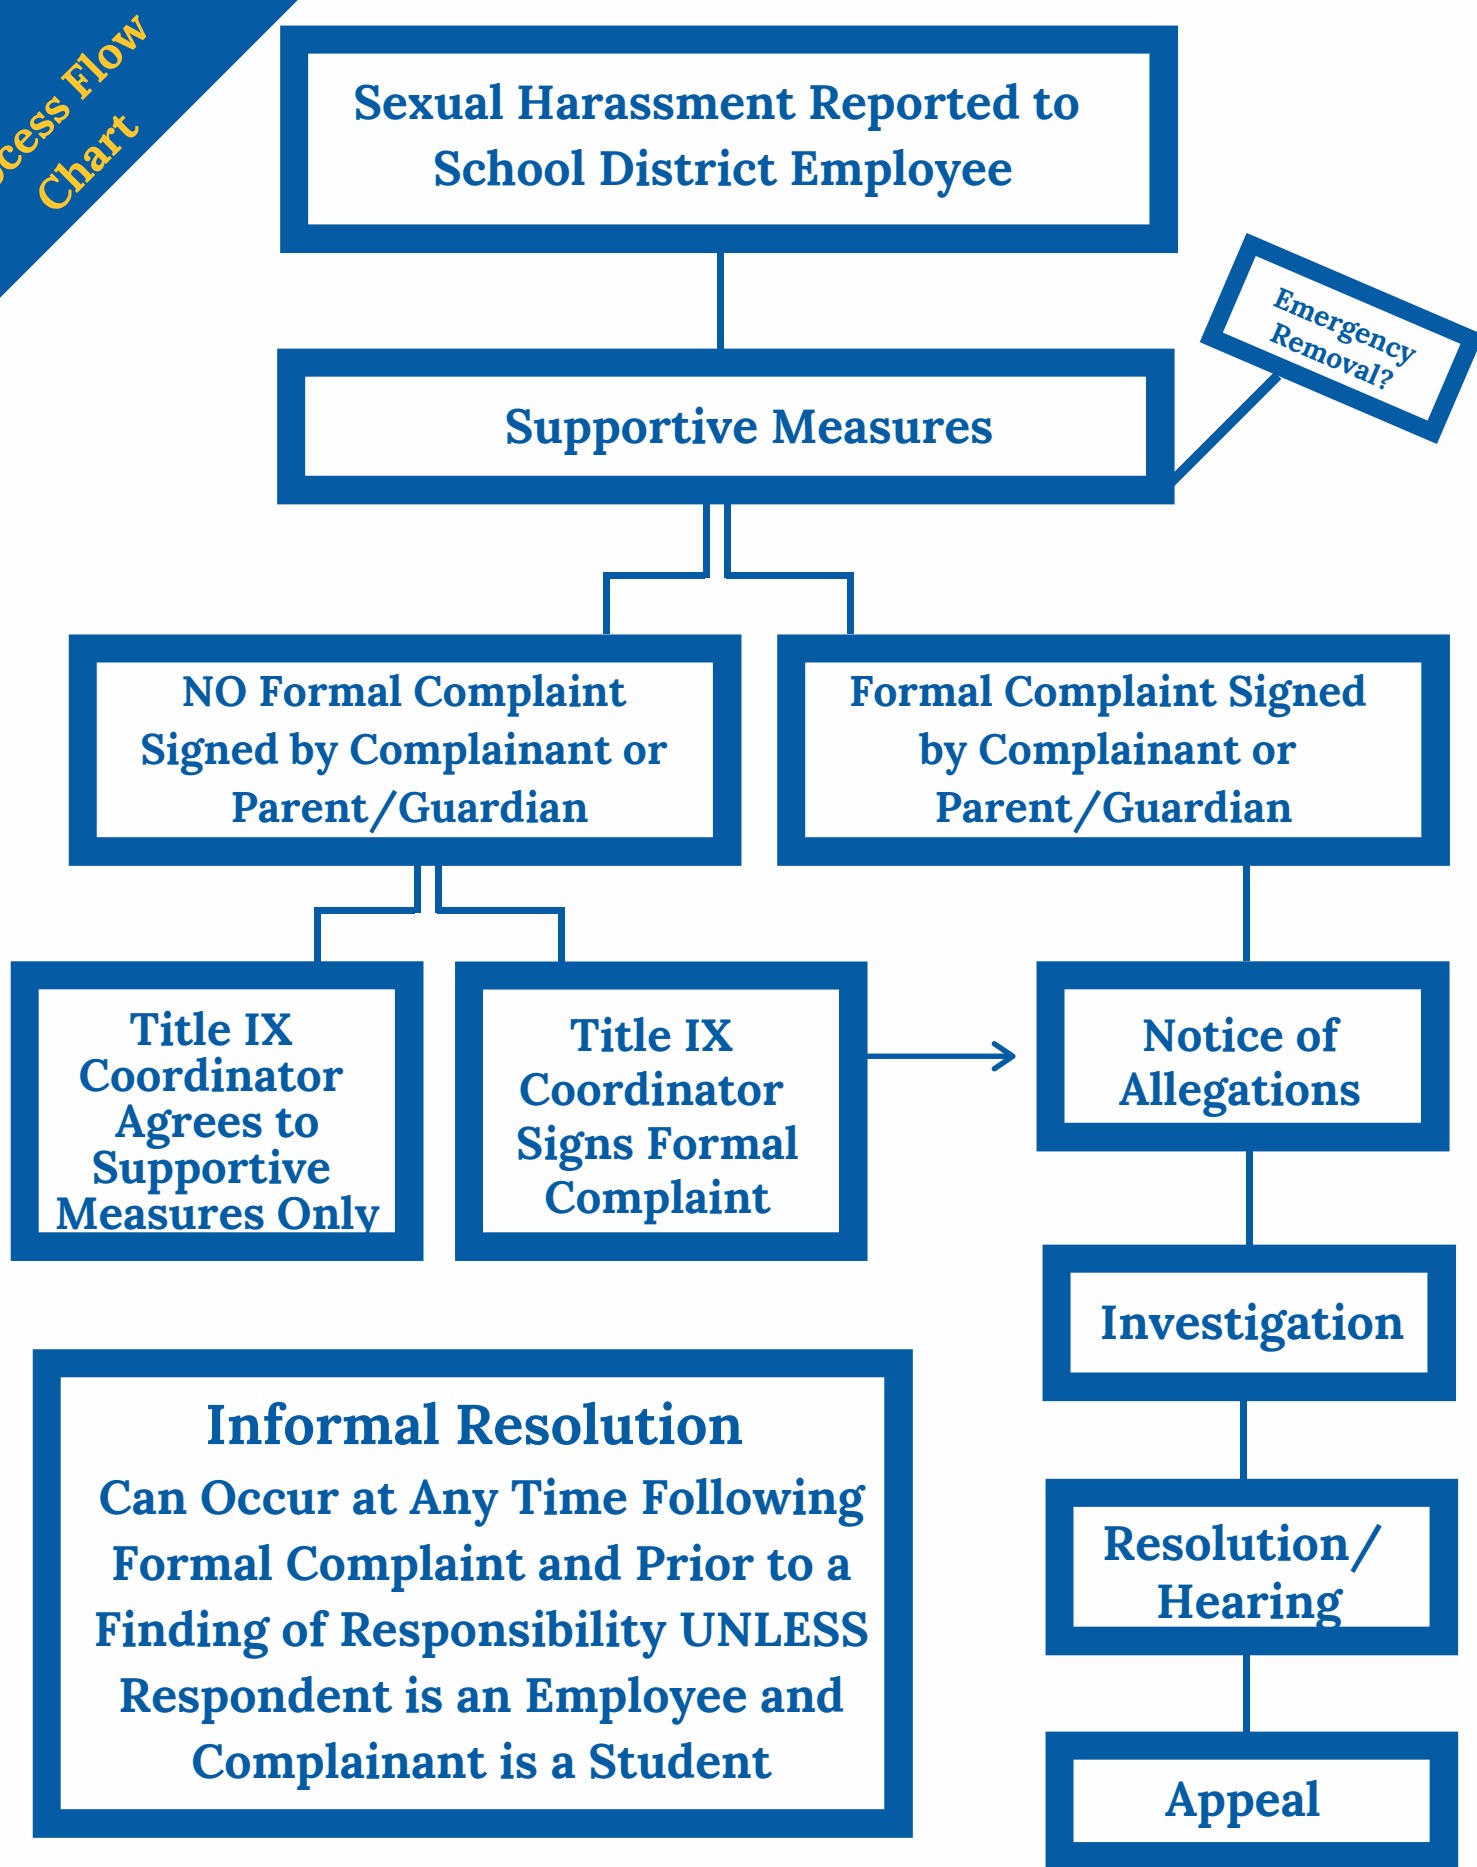 Flow
Chart
Sexual Harassment Reported to
School District Employee
Emergency
Removal?
Supportive Measures
NO Formal Complaint
Signed by Complainant or
Parent/Guardian
Formal Complaint Signed
by Complainant or
Parent/Guardian
Title IX
Coordinator
Agrees to
Supportive
Measures Only
Title IX
Coordinator
Signs Formal
Complaint
Notice of
Allegations
Investigation
Informal Resolution
Can Occur at Any Time Following
Formal Complaint and Prior to a
Finding of Responsibility UNLESS
Respondent is an Employee and
Complainant is a Student
Resolution/
Hearing
Appeal